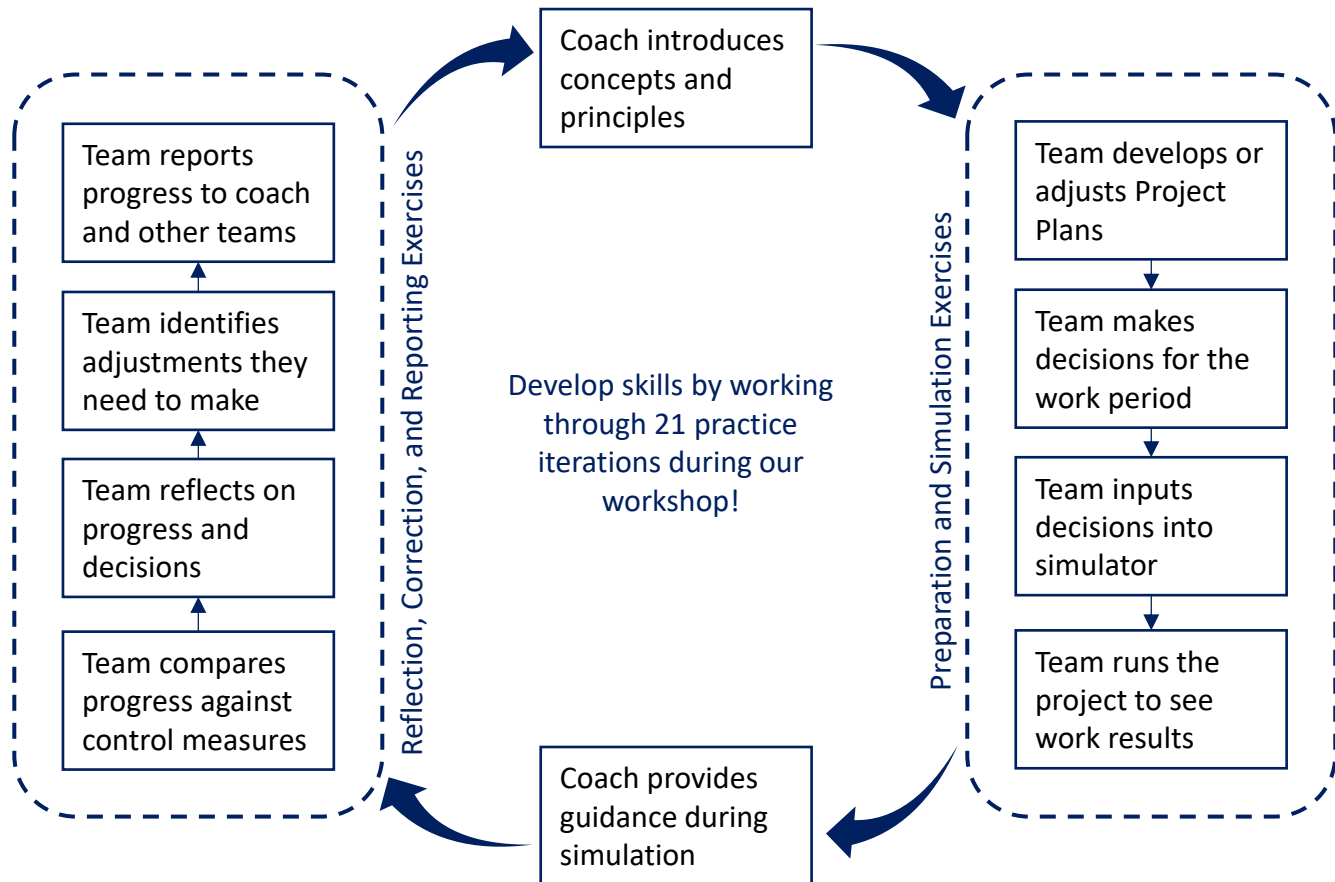 Coach introduces
concepts and
principles
Team develops or
adjusts Project
Plans
Team makes
decisions for the
work period
Team inputs
decisions into
simulator
Team runs the
project to see
work results
Preparation and Simulation Exercises
Coach provides
guidance during
simulation
Team compares
progress against
control measures
Team reflects on
progress and
decisions
Team identifies
adjustments they
need to make
Team reports
progress to coach
and other teams
Reflection, Correction, and Reporting Exercises
Develop skills by working
through 21 practice
iterations during our
workshop!